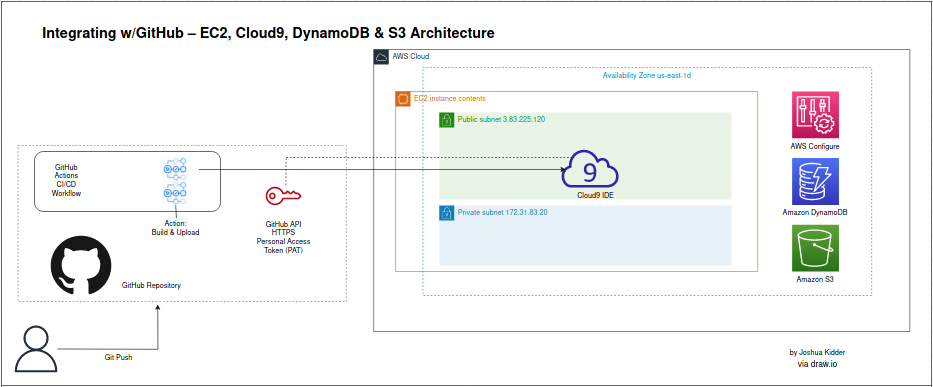 Integrating w/GitHub – EC2, Cloud9, DynamoDB & S3 Architecture
AWS Cloud
Availability Zone us-east-1d
EC2 instance contents
Public subnet 3.83.225.120
AWS Configure
GitHub
Actions
CI/CD
Workflow
9
Cloud9 IDE
Action:
Build & Upload
GitHub API
HTTPS
Personal Access
Token (PAT)
Private subnet 172.31.83.20
Amazon DynamoDB
Amazon S3
GitHub Repository
Git Push
by Joshua Kidder
via draw.io